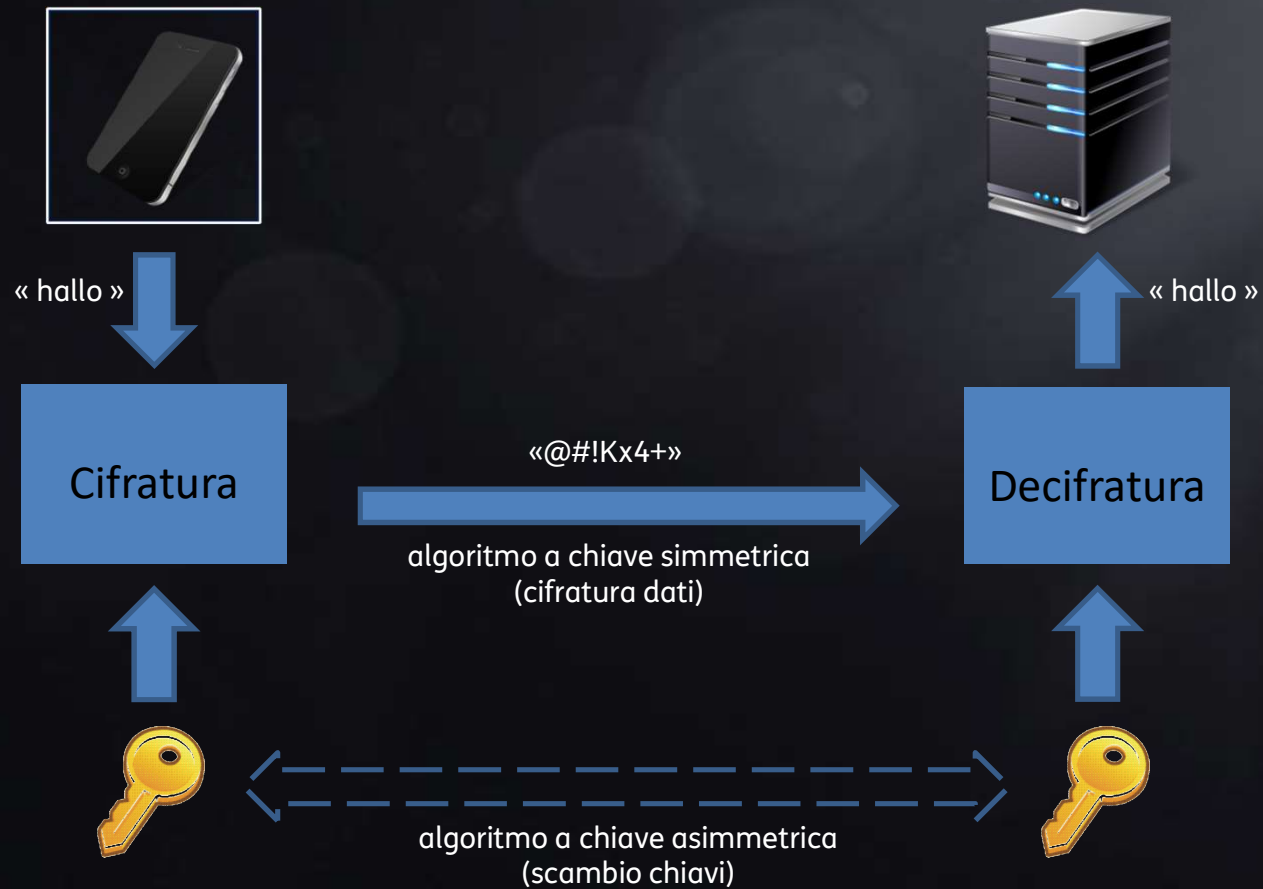 « hallo »
« hallo »
Cifratura
«@#!Kx4+»
Decifratura
algoritmo a chiave simmetrica
(cifratura dati)
algoritmo a chiave asimmetrica
(scambio chiavi)